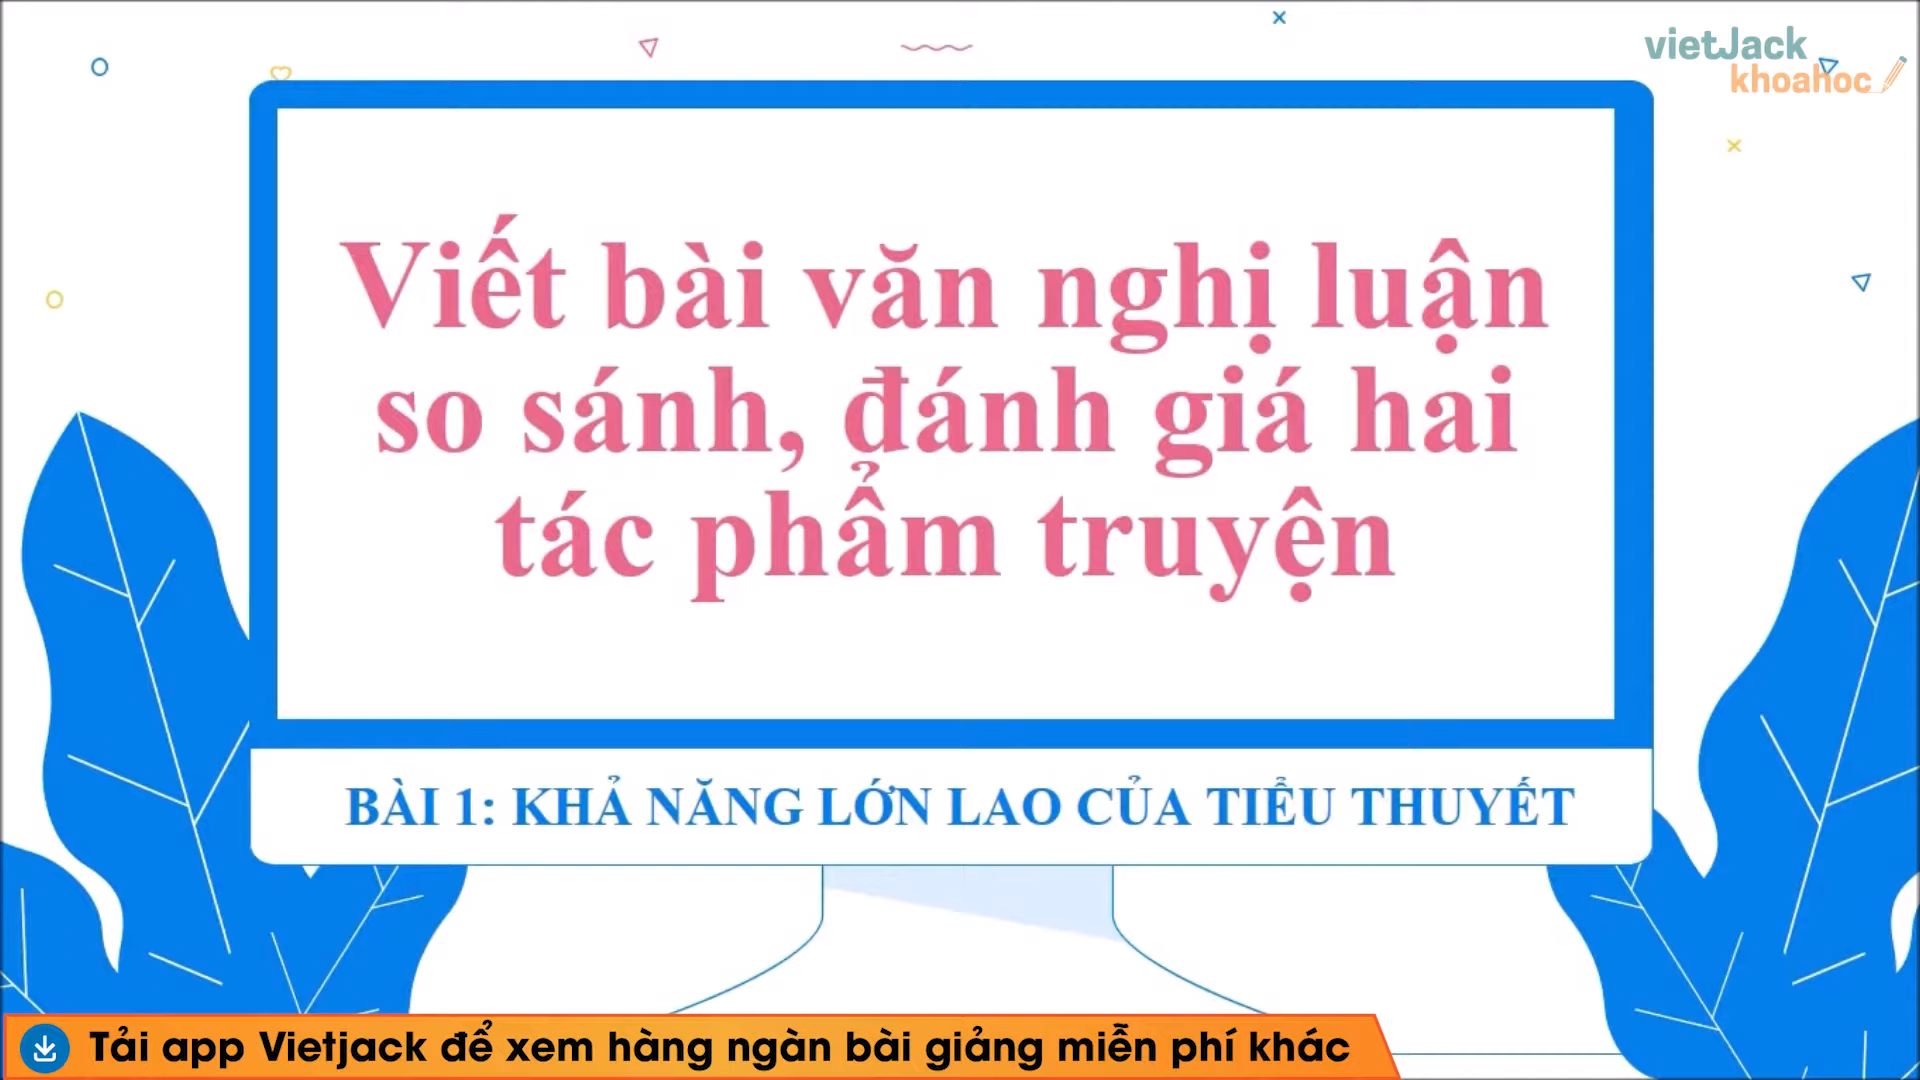 vietJack
khoahoc
Viết bài văn nghị luận
so sánh, đánh giá hai
tác phẩm truyện
BÀI 1: KHẢ NĂNG LỚN LAO CỦA TIỂU THUYẾT
Tải app Vietjack để xem hàng ngàn bài giảng miễn phí khác